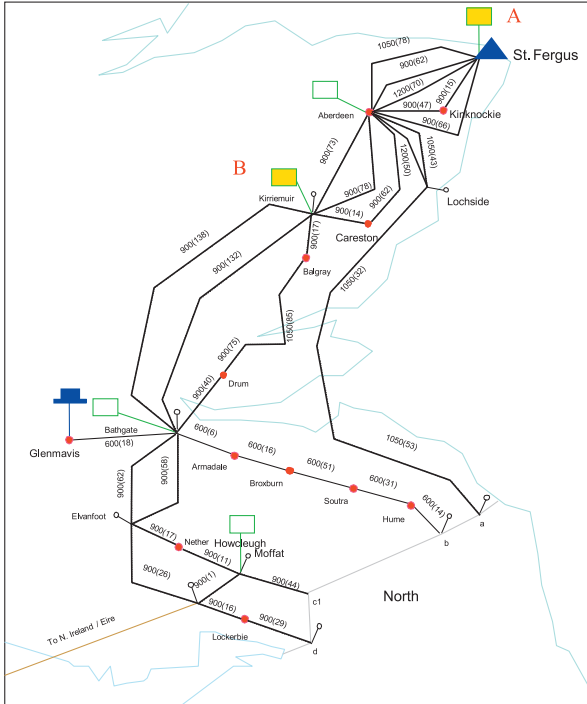 A
1050(78)
St. Fergus
900(62)
1200(70)
900(15)
900(47)
Kinknockie
Aberdeen
900(66)
1050(43)
1200(50)
900(73)
B
900(78)
900(62)
Lochside
Kirriemuir
900(14)
Careston
900(17)
900(138)
900(132)
Balgray
1050(32)
1050(85)
900(75)
900(40)
Drum
Bathgate
600(18)
Glenmavis
600(6)
Armadale
600(16)
Broxburn
600(51)
Soutra
600(31)
Hume
600(14)
1050(53)
a
b
900(62)
900(58)
Elvanfoot
900(17)
Nether
Howcleugh
900(11)
Moffat
900(44)
c1
North
900(26)
900(1)
900(16)
900(29)
Lockerbie
d
To N. Ireland / Eire